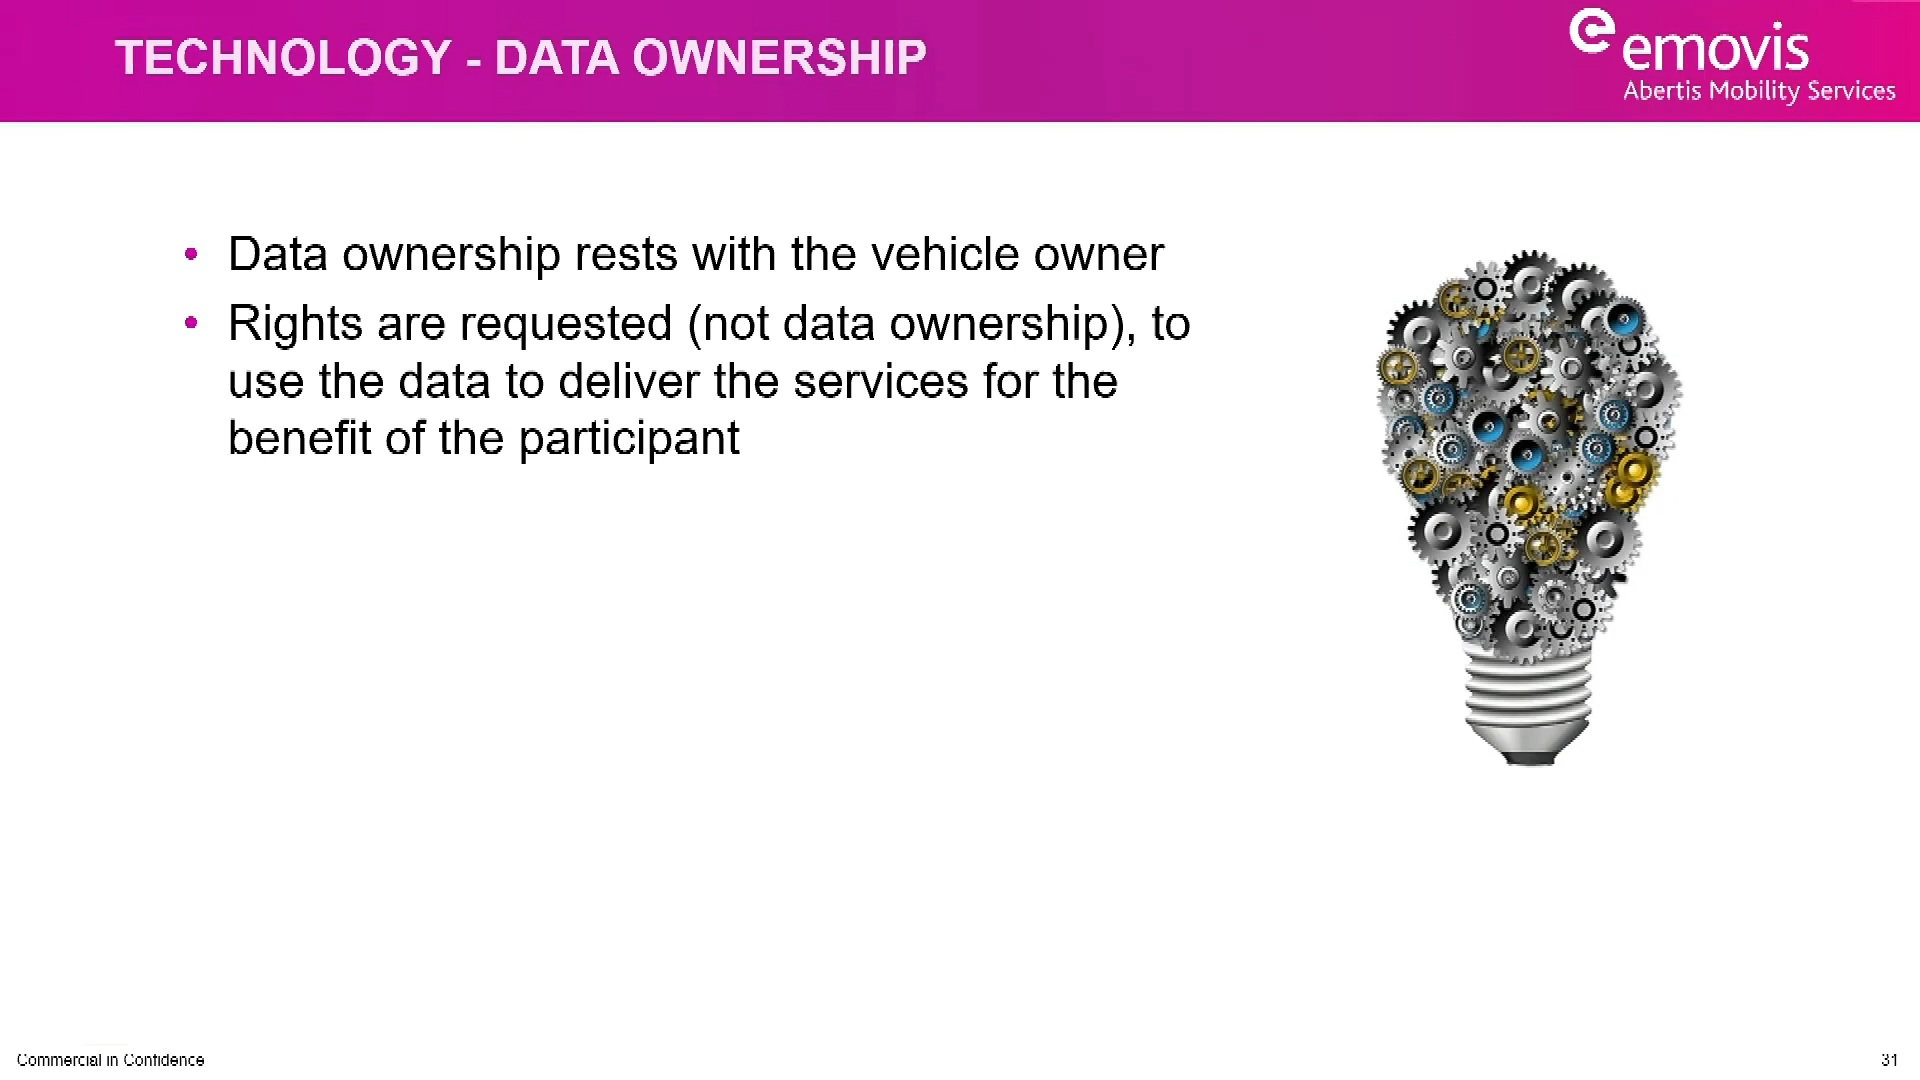 TECHNOLOGY - DATA OWNERSHIP
emovis
Abertis Mobility Services
• Data ownership rests with the vehicle owner
• Rights are requested (not data ownership), to
use the data to deliver the services for the
benefit of the participant
Commercial in Confidence
31